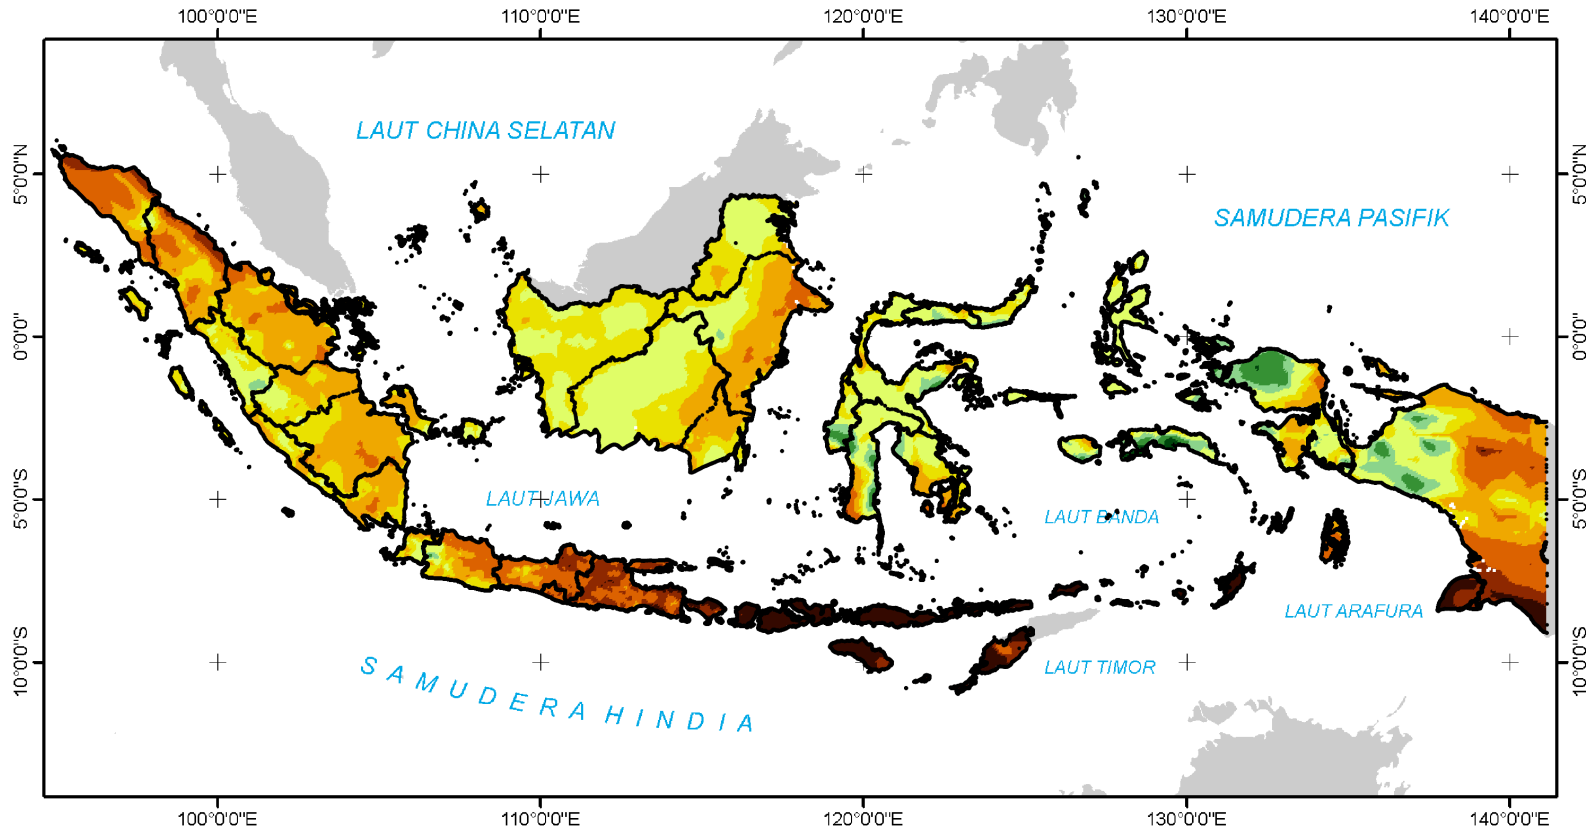 100°0'0"E 110°0'0"E 120°0'0"E 130°0'0"E 140°0'0"E
LAUT CHINA SELATAN
5°0'0"N 5°0'0"N
SAMUDERA PASIFIK
0°0'0" 0°0'0"
LAUT JAWA
5°0'0"S 5°0'0"S
LAUT BANDA
LAUT ARAFURA
10°0'0"S 10°0'0"S
LAUT TIMOR
SAMUDERA HINDIA
100°0'0"E 110°0'0"E 120°0'0"E 130°0'0"E 140°0'0"E